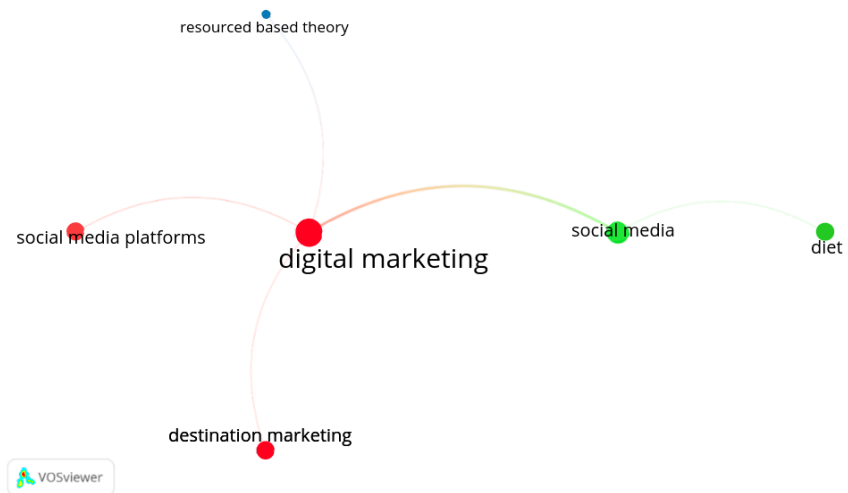 resourced based theory
social media platforms
digital marketing
social media
diet
destination marketing
VOSviewer